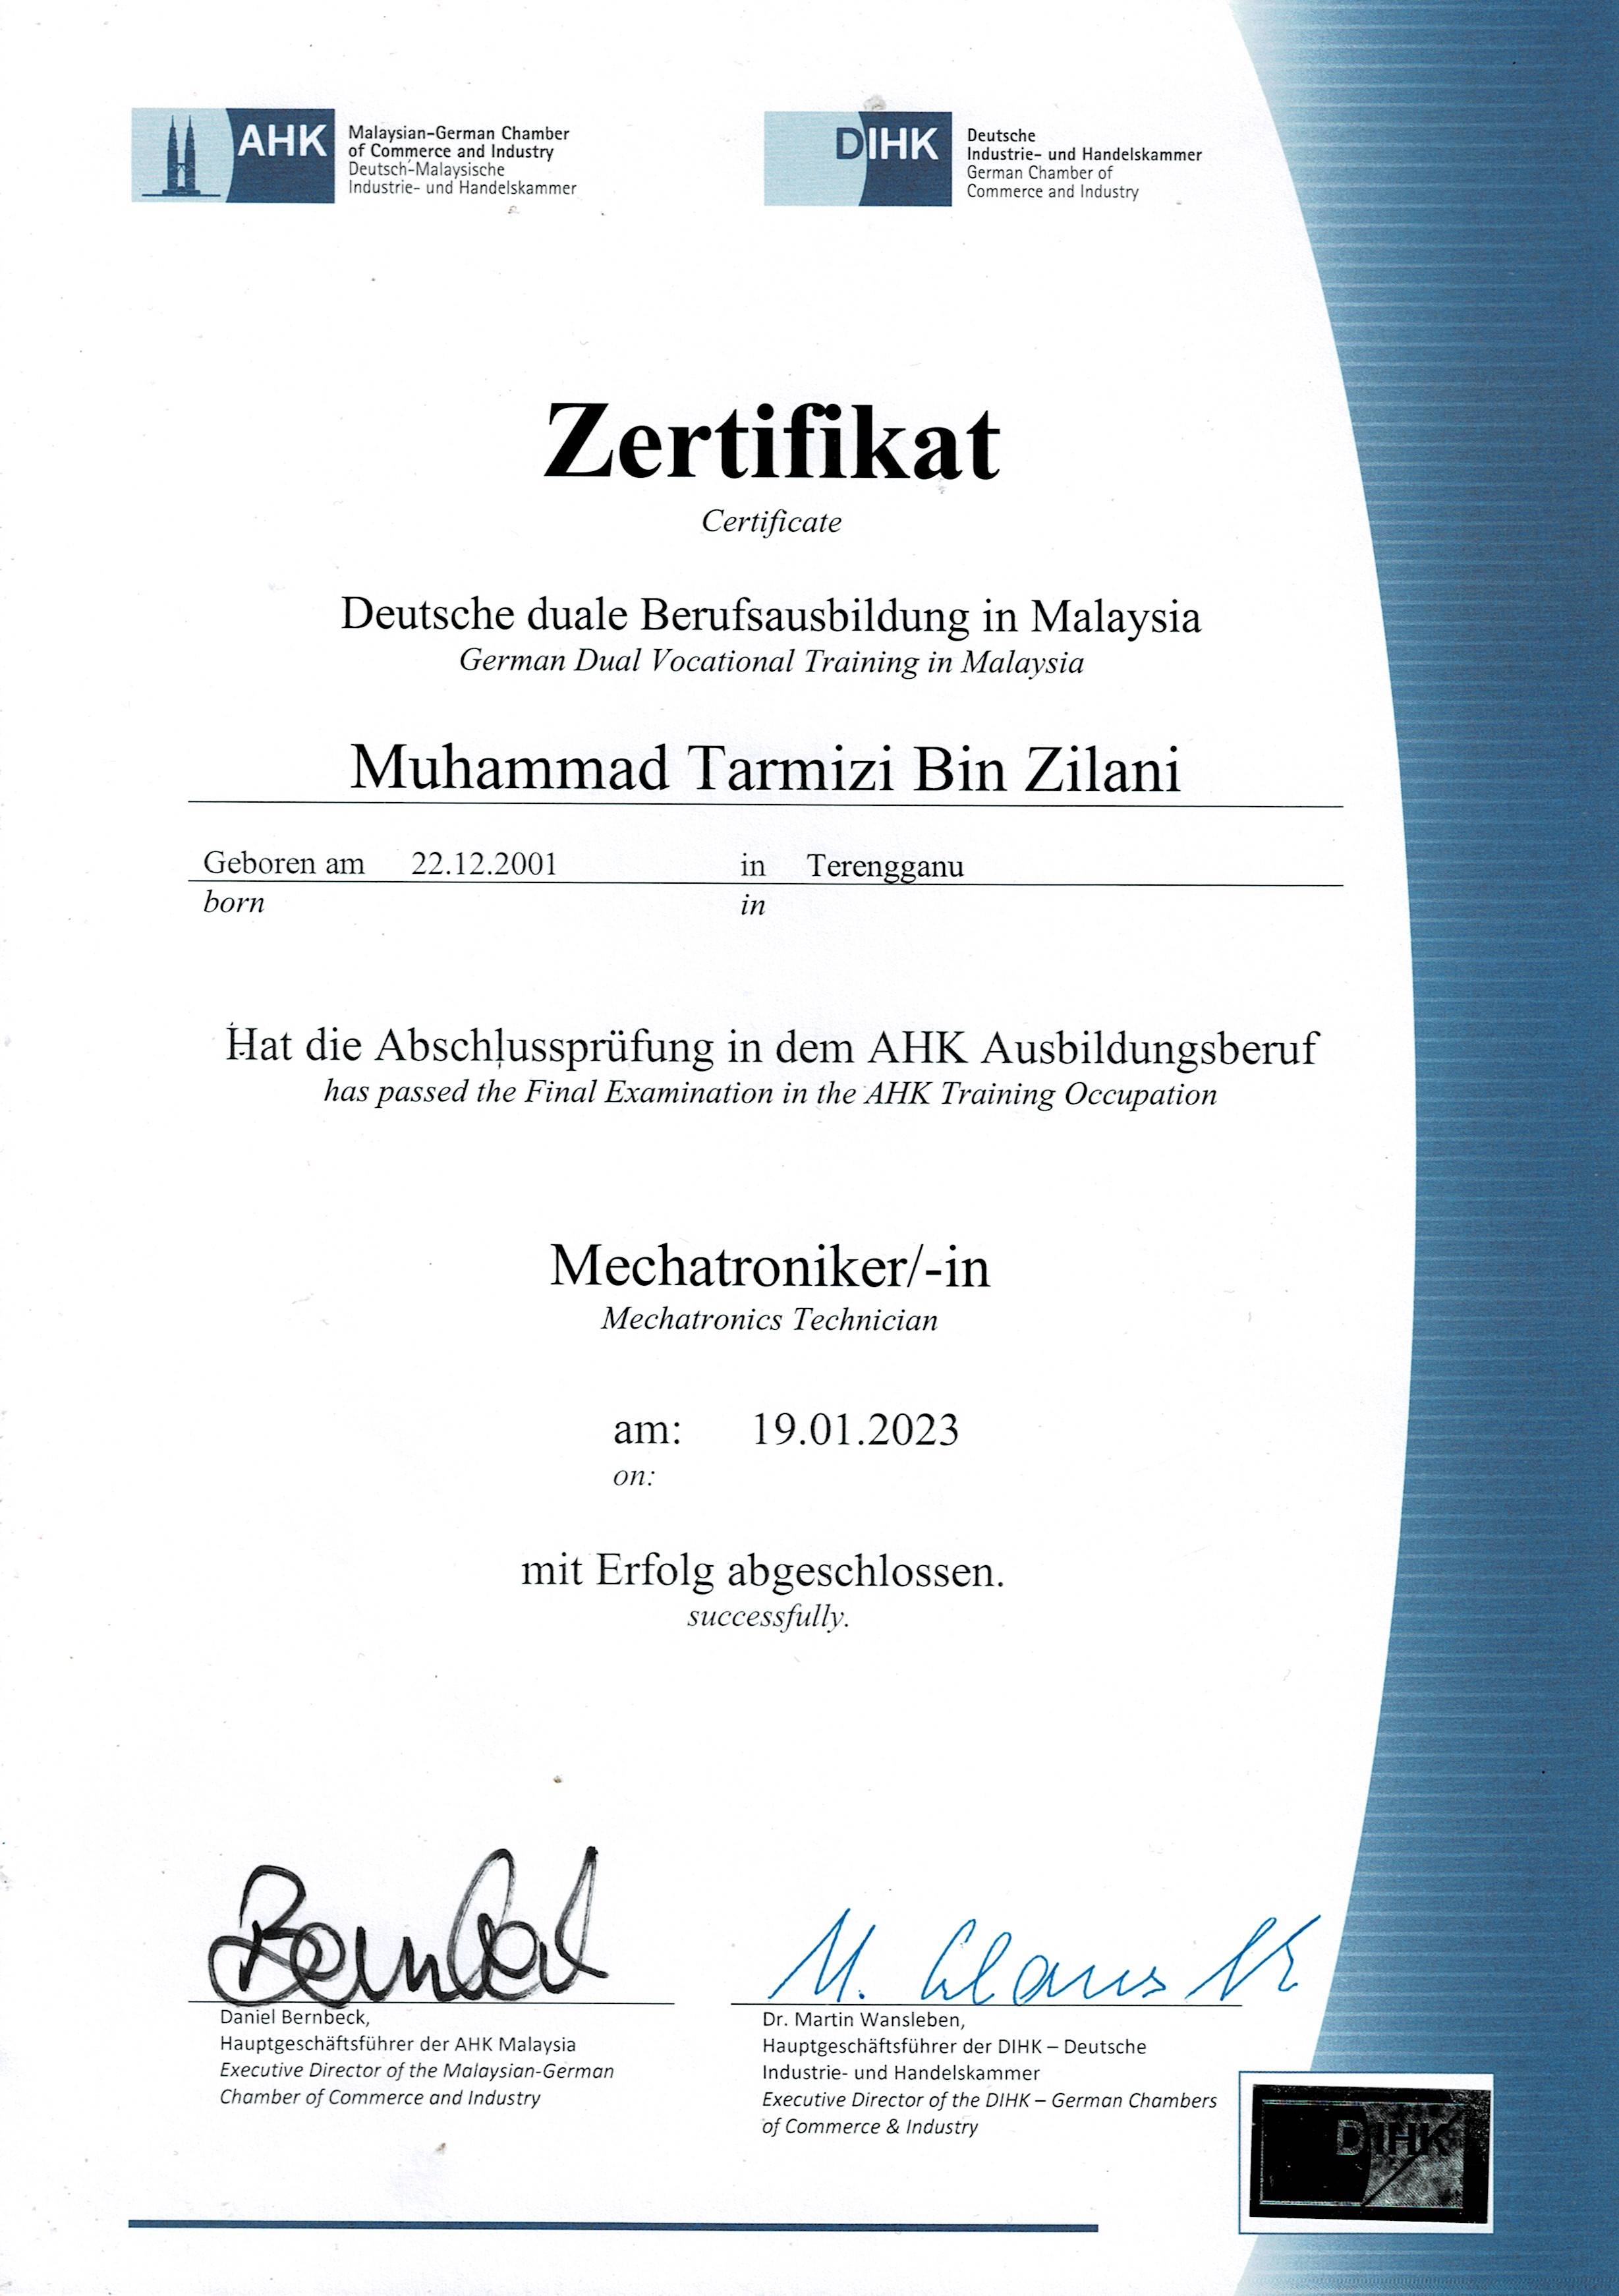 AHK
Malaysian-German Chamber
of Commerce and Industry
Deutsch-Malaysische
Industrie- und Handelskammer
DIHK
Deutsche
Industrie- und Handelskammer
German Chamber of
Commerce and Industry
Zertifikat
Certificate
Deutsche duale Berufsausbildung in Malaysia
German Dual Vocational Training in Malaysia
Muhammad Tarmizi Bin Zilani
Geboren am 22.12.2001 in Terengganu
born in
Hat die Abschlussprüfung in dem AHK Ausbildungsberuf
has passed the Final Examination in the AHK Training Occupation
Mechatroniker/-in
Mechatronics Technician
am: 19.01.2023
on:
mit Erfolg abgeschlossen.
successfully.
Bernbeck
Daniel Bernbeck,
Hauptgeschäftsführer der AHK Malaysia
Executive Director of the Malaysian-German
Chamber of Commerce and Industry
M.
Dr. Martin Wansleben,
Hauptgeschäftsführer der DIHK – Deutsche
Industrie- und Handelskammer
Executive Director of the DIHK – German Chambers
of Commerce & Industry
DIHK